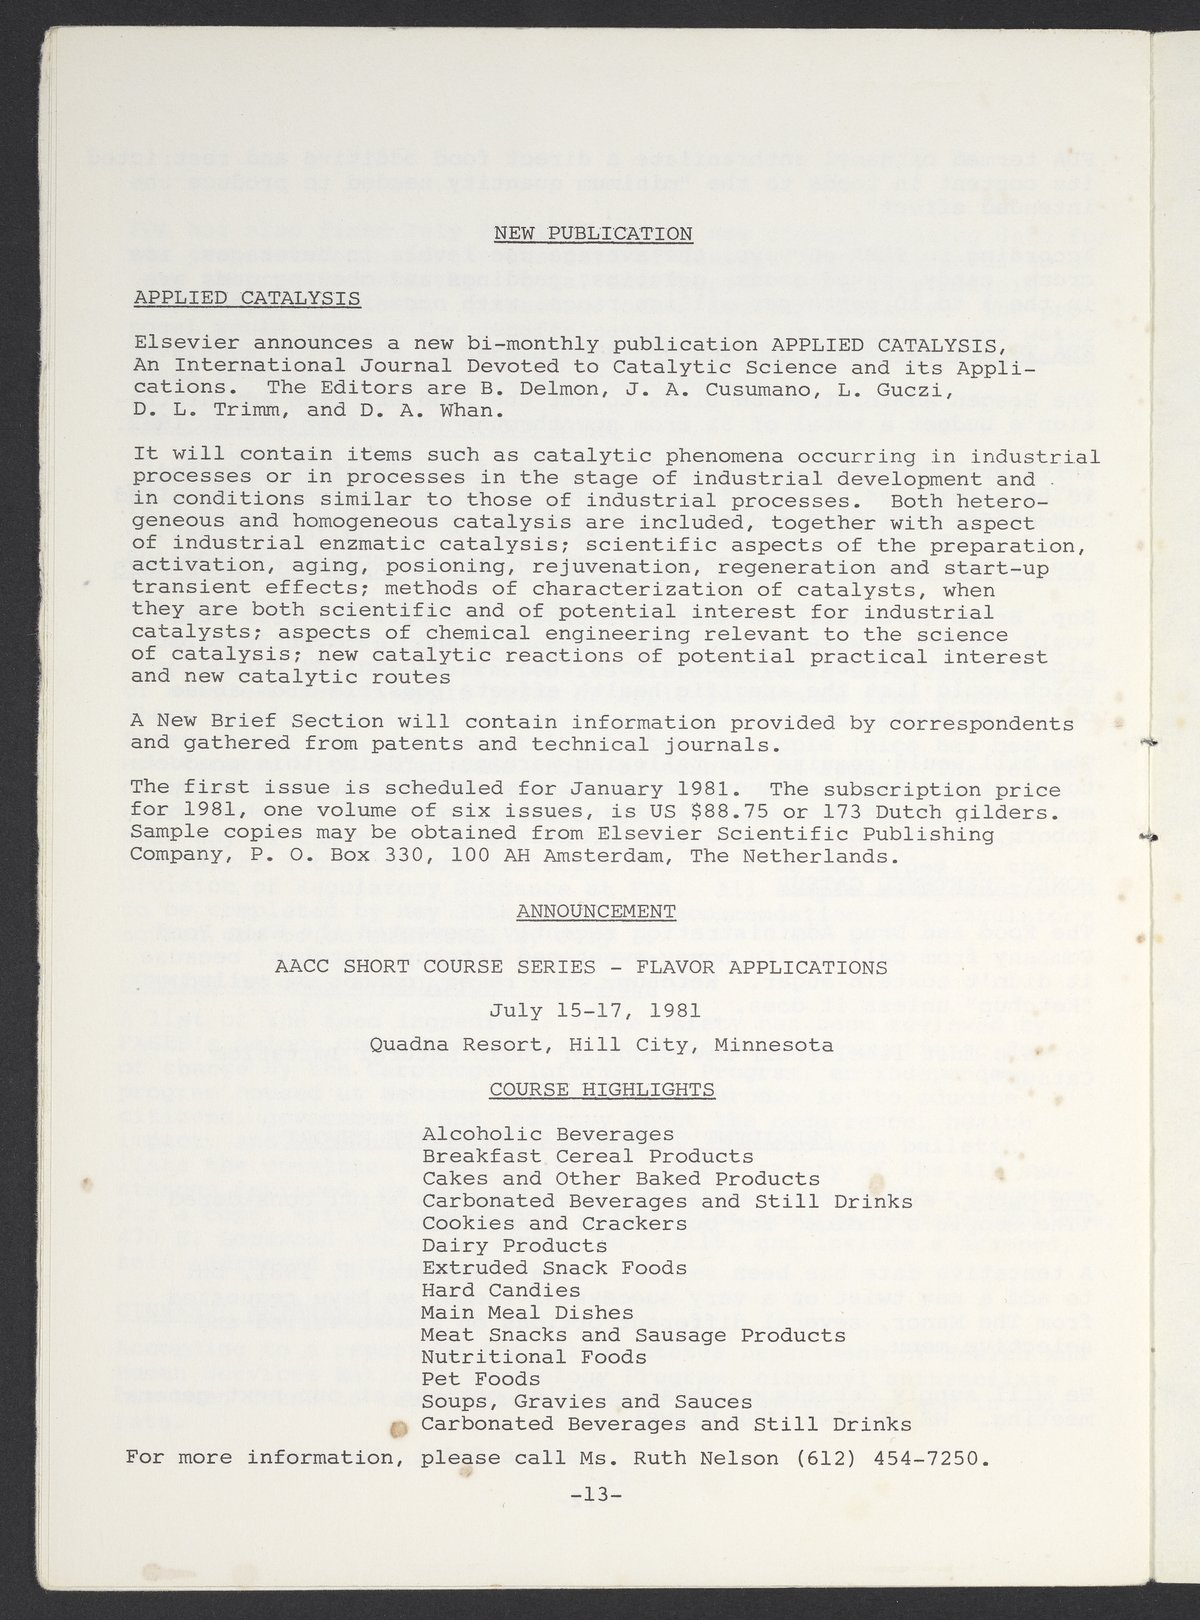 NEW PUBLICATION
APPLIED CATALYSIS
Elsevier announces a new bi-monthly publication APPLIED CATALYSIS,
An International Journal Devoted to Catalytic Science and its Appli-
cations.  The Editors are B. Delmon, J. A. Cusumano, L. Guczi,
D. L. Trimm, and D. A. Whan.
It will contain items such as catalytic phenomena occurring in industrial
processes or in processes in the stage of industrial development and
in conditions similar to those of industrial processes.  Both hetero-
geneous and homogeneous catalysis are included, together with aspect
of industrial enzmatic catalysis; scientific aspects of the preparation,
activation, aging, posioning, rejuvenation, regeneration and start-up
transient effects; methods of characterization of catalysts, when
they are both scientific and of potential interest for industrial
catalysts; aspects of chemical engineering relevant to the science
of catalysis; new catalytic reactions of potential practical interest
and new catalytic routes
A New Brief Section will contain information provided by correspondents
and gathered from patents and technical journals.
The first issue is scheduled for January 1981.  The subscription price
for 1981, one volume of six issues, is US $88.75 or 173 Dutch gilders.
Sample copies may be obtained from Elsevier Scientific Publishing
Company, P. O. Box 330, 100 AH Amsterdam, The Netherlands.
ANNOUNCEMENT
AACC SHORT COURSE SERIES - FLAVOR APPLICATIONS
July 15-17, 1981
Quadna Resort, Hill City, Minnesota
COURSE HIGHLIGHTS
Alcoholic Beverages
Breakfast Cereal Products
Cakes and Other Baked Products
Carbonated Beverages and Still Drinks
Cookies and Crackers
Dairy Products
Extruded Snack Foods
Hard Candies
Main Meal Dishes
Meat Snacks and Sausage Products
Nutritional Foods
Pet Foods
Soups, Gravies and Sauces
Carbonated Beverages and Still Drinks
For more information, please call Ms. Ruth Nelson (612) 454-7250.
-13-